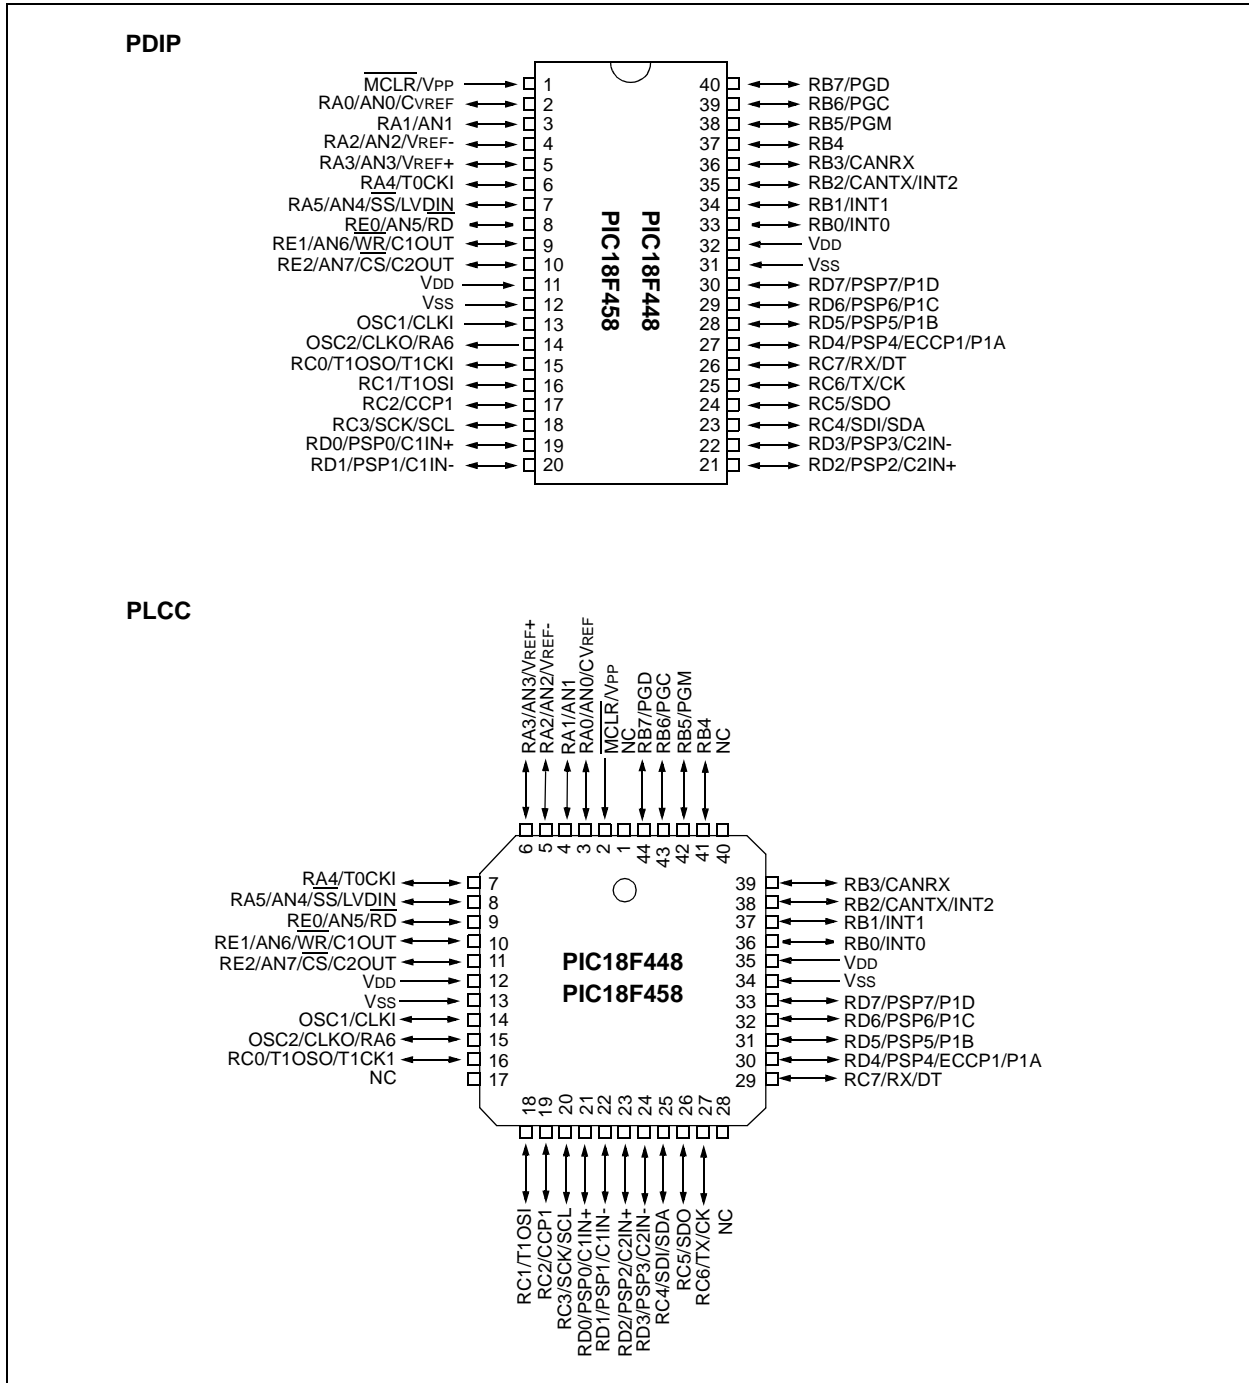 PDIP
MCLR/VPP 1
RA0/AN0/CVREF 2
RA1/AN1 3
RA2/AN2/VREF- 4
RA3/AN3/VREF+ 5
RA4/T0CKI 6
RA5/AN4/SS/LVDIN 7
RE0/AN5/RD 8
RE1/AN6/WR/C1OUT 9
RE2/AN7/CS/C2OUT 10
VDD 11
VSS 12
OSC1/CLKI 13
OSC2/CLKO/RA6 14
RC0/T1OSO/T1CKI 15
RC1/T1OSI 16
RC2/CCP1 17
RC3/SCK/SCL 18
RD0/PSP0/C1IN+ 19
RD1/PSP1/C1IN- 20
PIC18F448
PIC18F458
40 RB7/PGD
39 RB6/PGC
38 RB5/PGM
37 RB4
36 RB3/CANRX
35 RB2/CANTX/INT2
34 RB1/INT1
33 RB0/INT0
32 VDD
31 VSS
30 RD7/PSP7/P1D
29 RD6/PSP6/P1C
28 RD5/PSP5/P1B
27 RD4/PSP4/ECCP1/P1A
26 RC7/RX/DT
25 RC6/TX/CK
24 RC5/SDO
23 RC4/SDI/SDA
22 RD3/PSP3/C2IN-
21 RD2/PSP2/C2IN+
PLCC
RA3/AN3/VREF+ 6
RA2/AN2/VREF- 5
RA1/AN1 4
RA0/AN0/CVREF 3
MCLR/VPP 2
NC 1
RB7/PGD 44
RB6/PGC 43
RB5/PGM 42
RB4 41
NC 40
RA4/T0CKI 7
RA5/AN4/SS/LVDIN 8
RE0/AN5/RD 9
RE1/AN6/WR/C1OUT 10
RE2/AN7/CS/C2OUT 11
VDD 12
VSS 13
OSC1/CLKI 14
OSC2/CLKO/RA6 15
RC0/T1OSO/T1CK1 16
NC 17
PIC18F448
PIC18F458
39 RB3/CANRX
38 RB2/CANTX/INT2
37 RB1/INT1
36 RB0/INT0
35 VDD
34 VSS
33 RD7/PSP7/P1D
32 RD6/PSP6/P1C
31 RD5/PSP5/P1B
30 RD4/PSP4/ECCP1/P1A
29 RC7/RX/DT
18 RC1/T1OSI
19 RC2/CCP1
20 RC3/SCK/SCL
21 RD0/PSP0/C1IN+
22 RD1/PSP1/C1IN-
23 RD2/PSP2/C2IN+
24 RD3/PSP3/C2IN-
25 RC4/SDI/SDA
26 RC5/SDO
27 RC6/TX/CK
28 NC